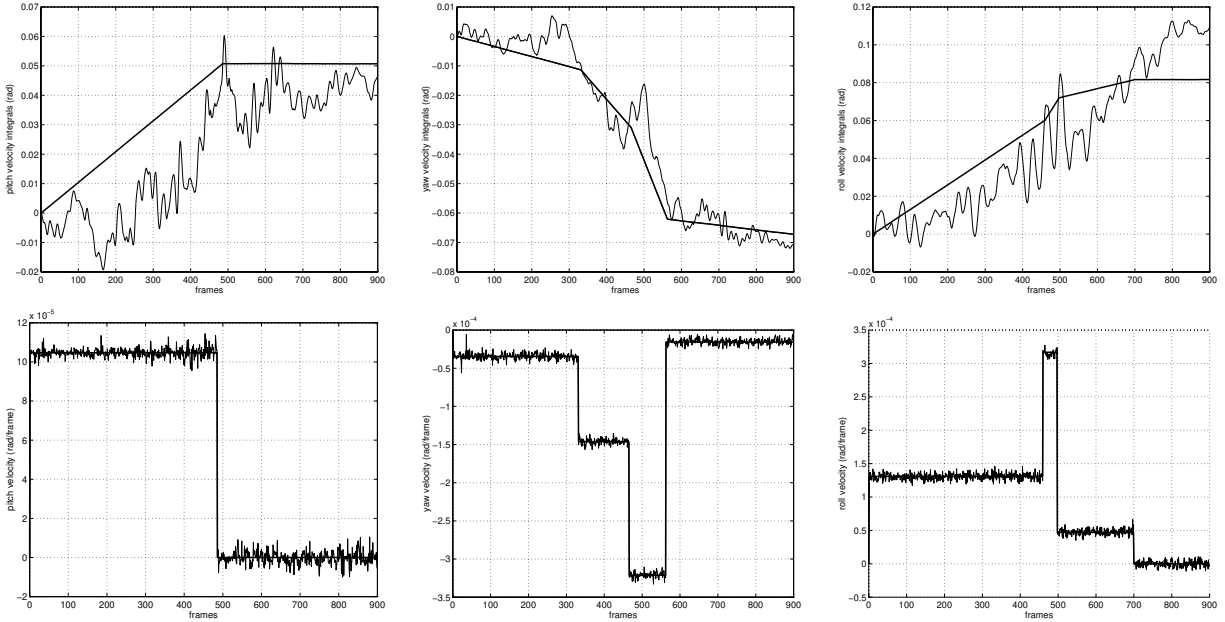 0.07
0.06
0.05
0.04
0.03
0.02
0.01
0
−0.01
−0.02
pitch velocity integrals (rad)
0 100 200 300 400 500 600 700 800 900
frames
0.01
0
−0.01
−0.02
−0.03
−0.04
−0.05
−0.06
−0.07
−0.08
yaw velocity integrals (rad)
0 100 200 300 400 500 600 700 800 900
frames
0.12
0.1
0.08
0.06
0.04
0.02
0
−0.02
roll velocity integrals (rad)
0 100 200 300 400 500 600 700 800 900
frames
x 10⁻⁵
12
10
8
6
4
2
0
−2
pitch velocity (rad/frame)
0 100 200 300 400 500 600 700 800 900
frames
x 10⁻⁴
0
−0.5
−1
−1.5
−2
−2.5
−3
−3.5
yaw velocity (rad/frame)
0 100 200 300 400 500 600 700 800 900
frames
x 10⁻⁴
3.5
3
2.5
2
1.5
1
0.5
0
−0.5
roll velocity (rad/frame)
0 100 200 300 400 500 600 700 800 900
frames